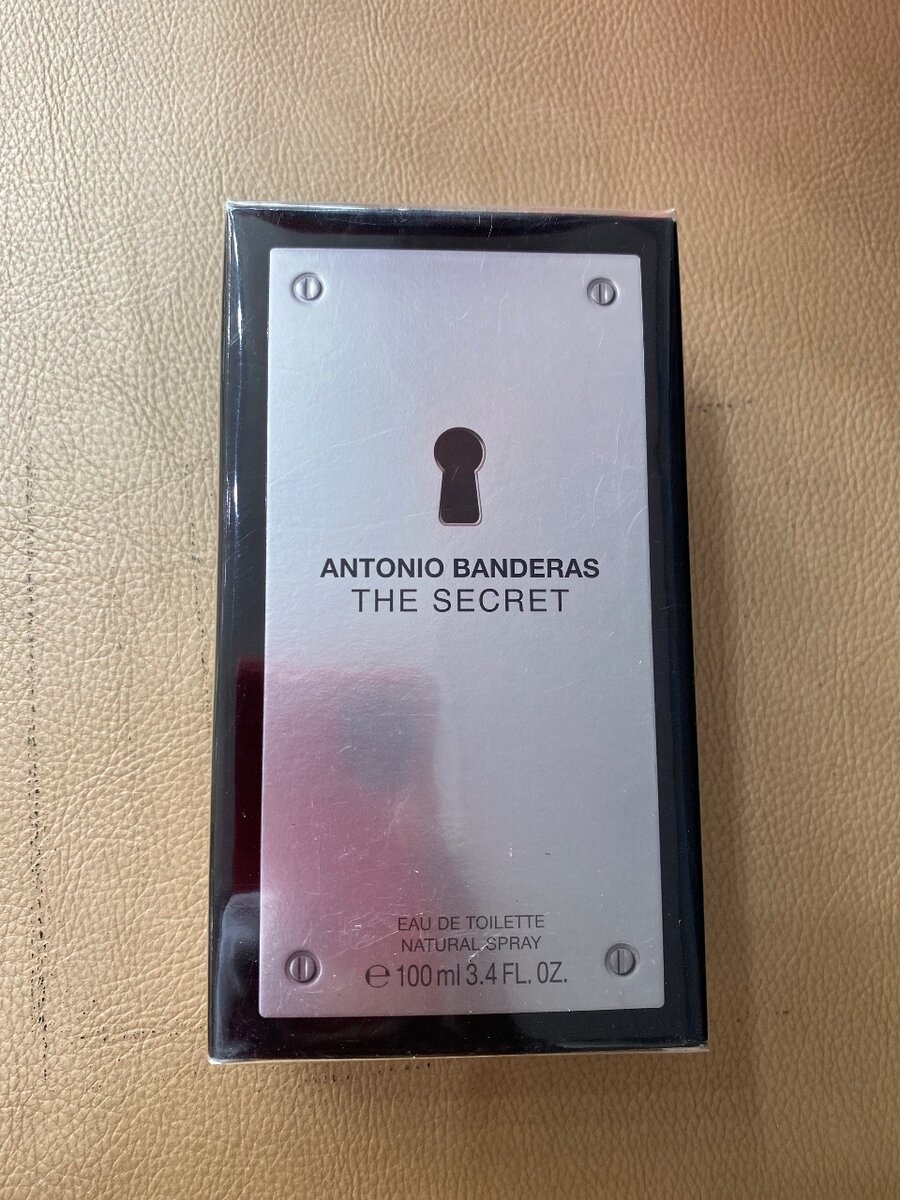 ANTONIO BANDERAS
THE SECRET
EAU DE TOILETTE
NATURAL SPRAY
℮ 100 ml 3.4 FL. OZ.